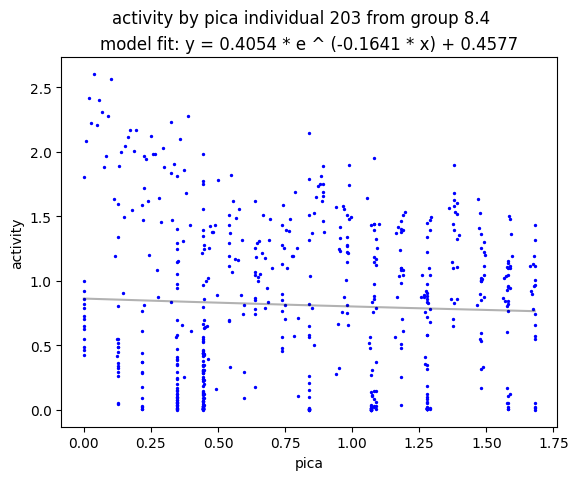 activity by pica individual 203 from group 8.4
model fit: y = 0.4054 * e ^ (-0.1641 * x) + 0.4577
2.5
2.0
1.5
1.0
0.5
0.0
activity
0.00 0.25 0.50 0.75 1.00 1.25 1.50 1.75
pica